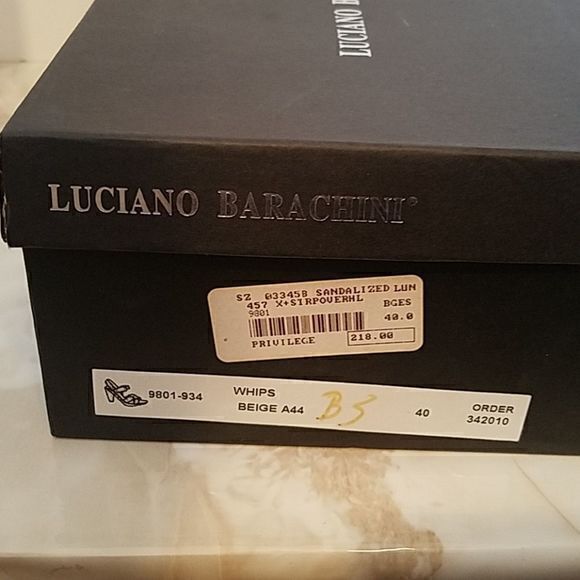 LUCIANO B
LUCIANO BARACHINI®
SZ 03345B SANDALIZED LUN
457 X+STRPOVERHL BGES
9801 40.0
PRIVILEGE 218.00
9801-934 WHIPS
BEIGE A44 B5 40 ORDER
342010